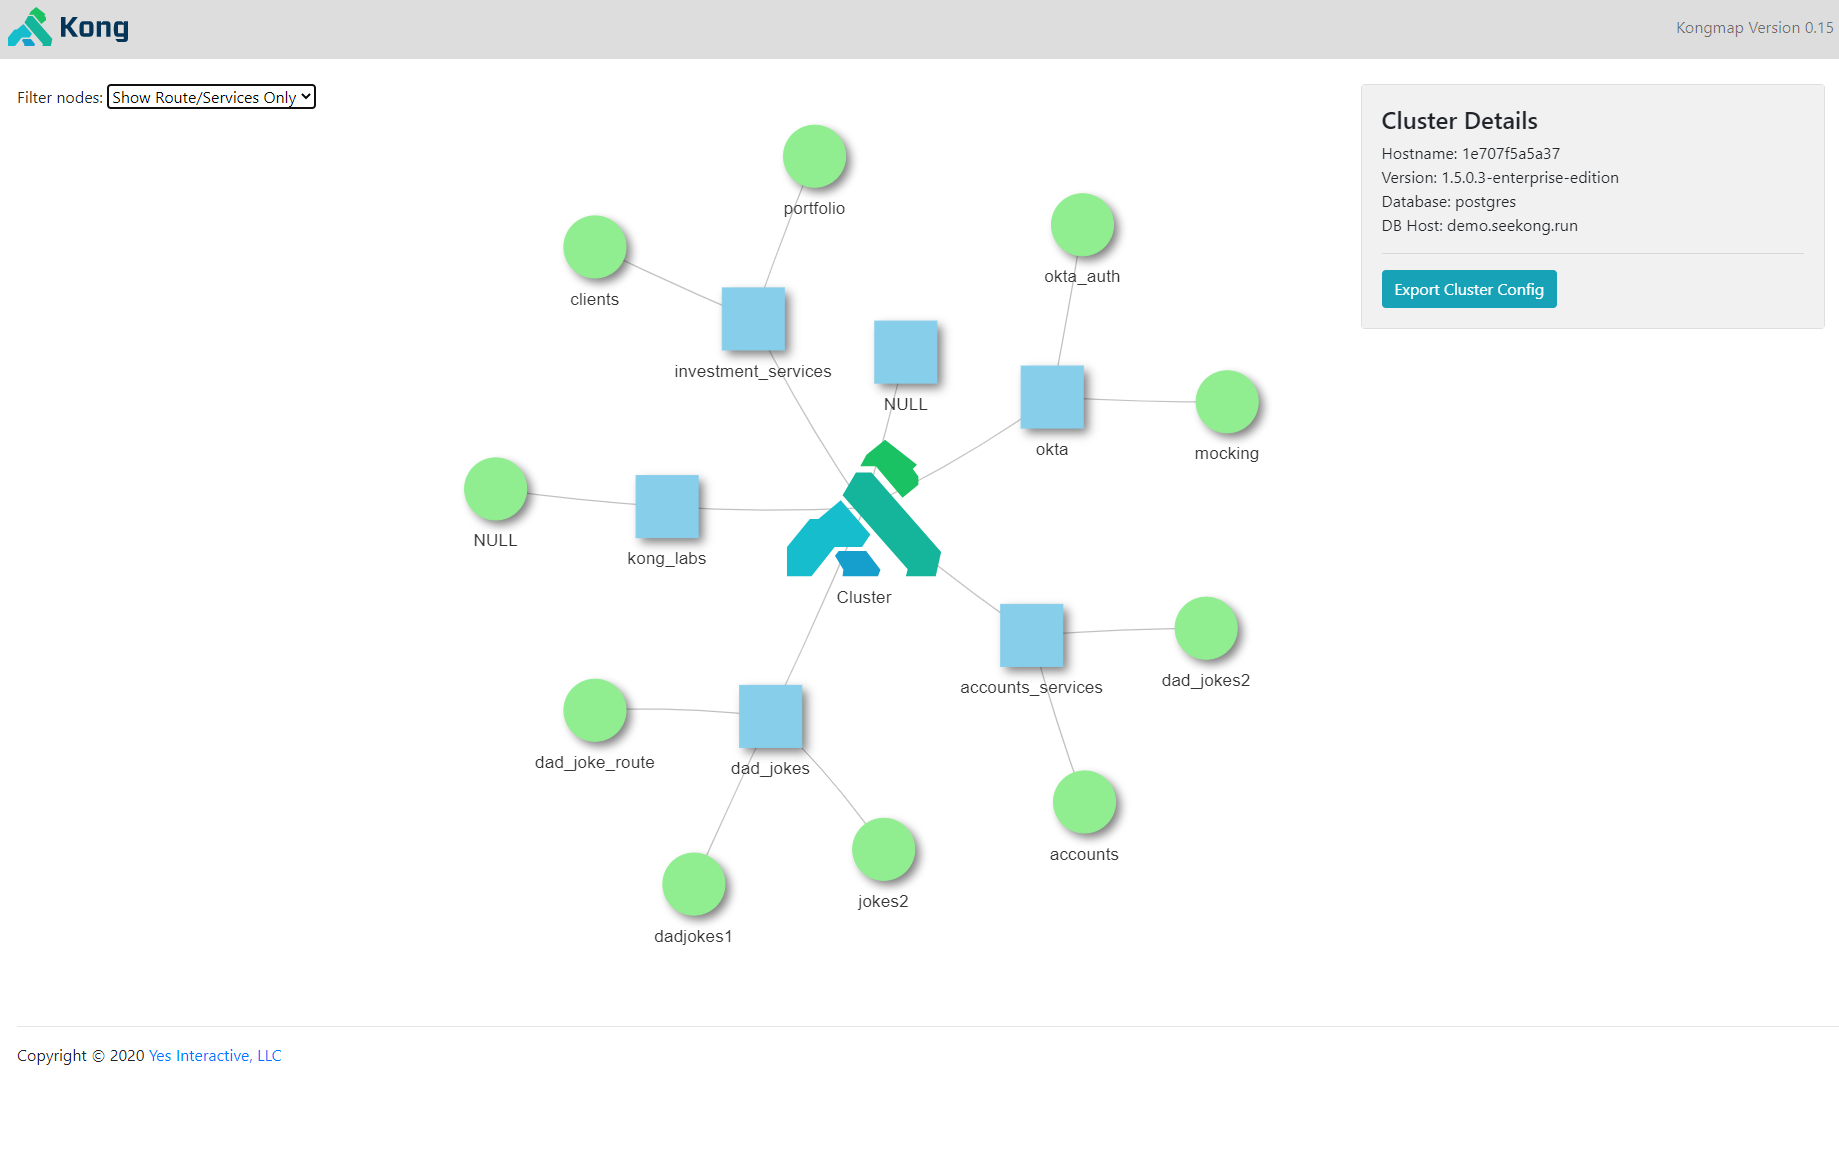 Kong
Kongmap Version 0.15
Filter nodes: Show Route/Services Only
Cluster Details
Hostname: 1e707f5a5a37
Version: 1.5.0.3-enterprise-edition
Database: postgres
DB Host: demo.seekong.run
Export Cluster Config
portfolio
okta_auth
clients
investment_services
NULL
okta
mocking
NULL
kong_labs
Cluster
dad_jokes2
accounts_services
dad_joke_route
dad_jokes
accounts
jokes2
dadjokes1
Copyright © 2020 Yes Interactive, LLC